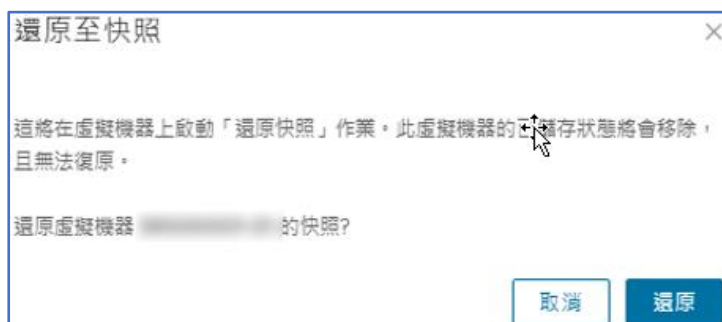 還原至快照
這將在虛擬機器上啟動「還原快照」作業。此虛擬機器的已儲存狀態將會移除，
且無法復原。
還原虛擬機器 的快照?
取消 還原